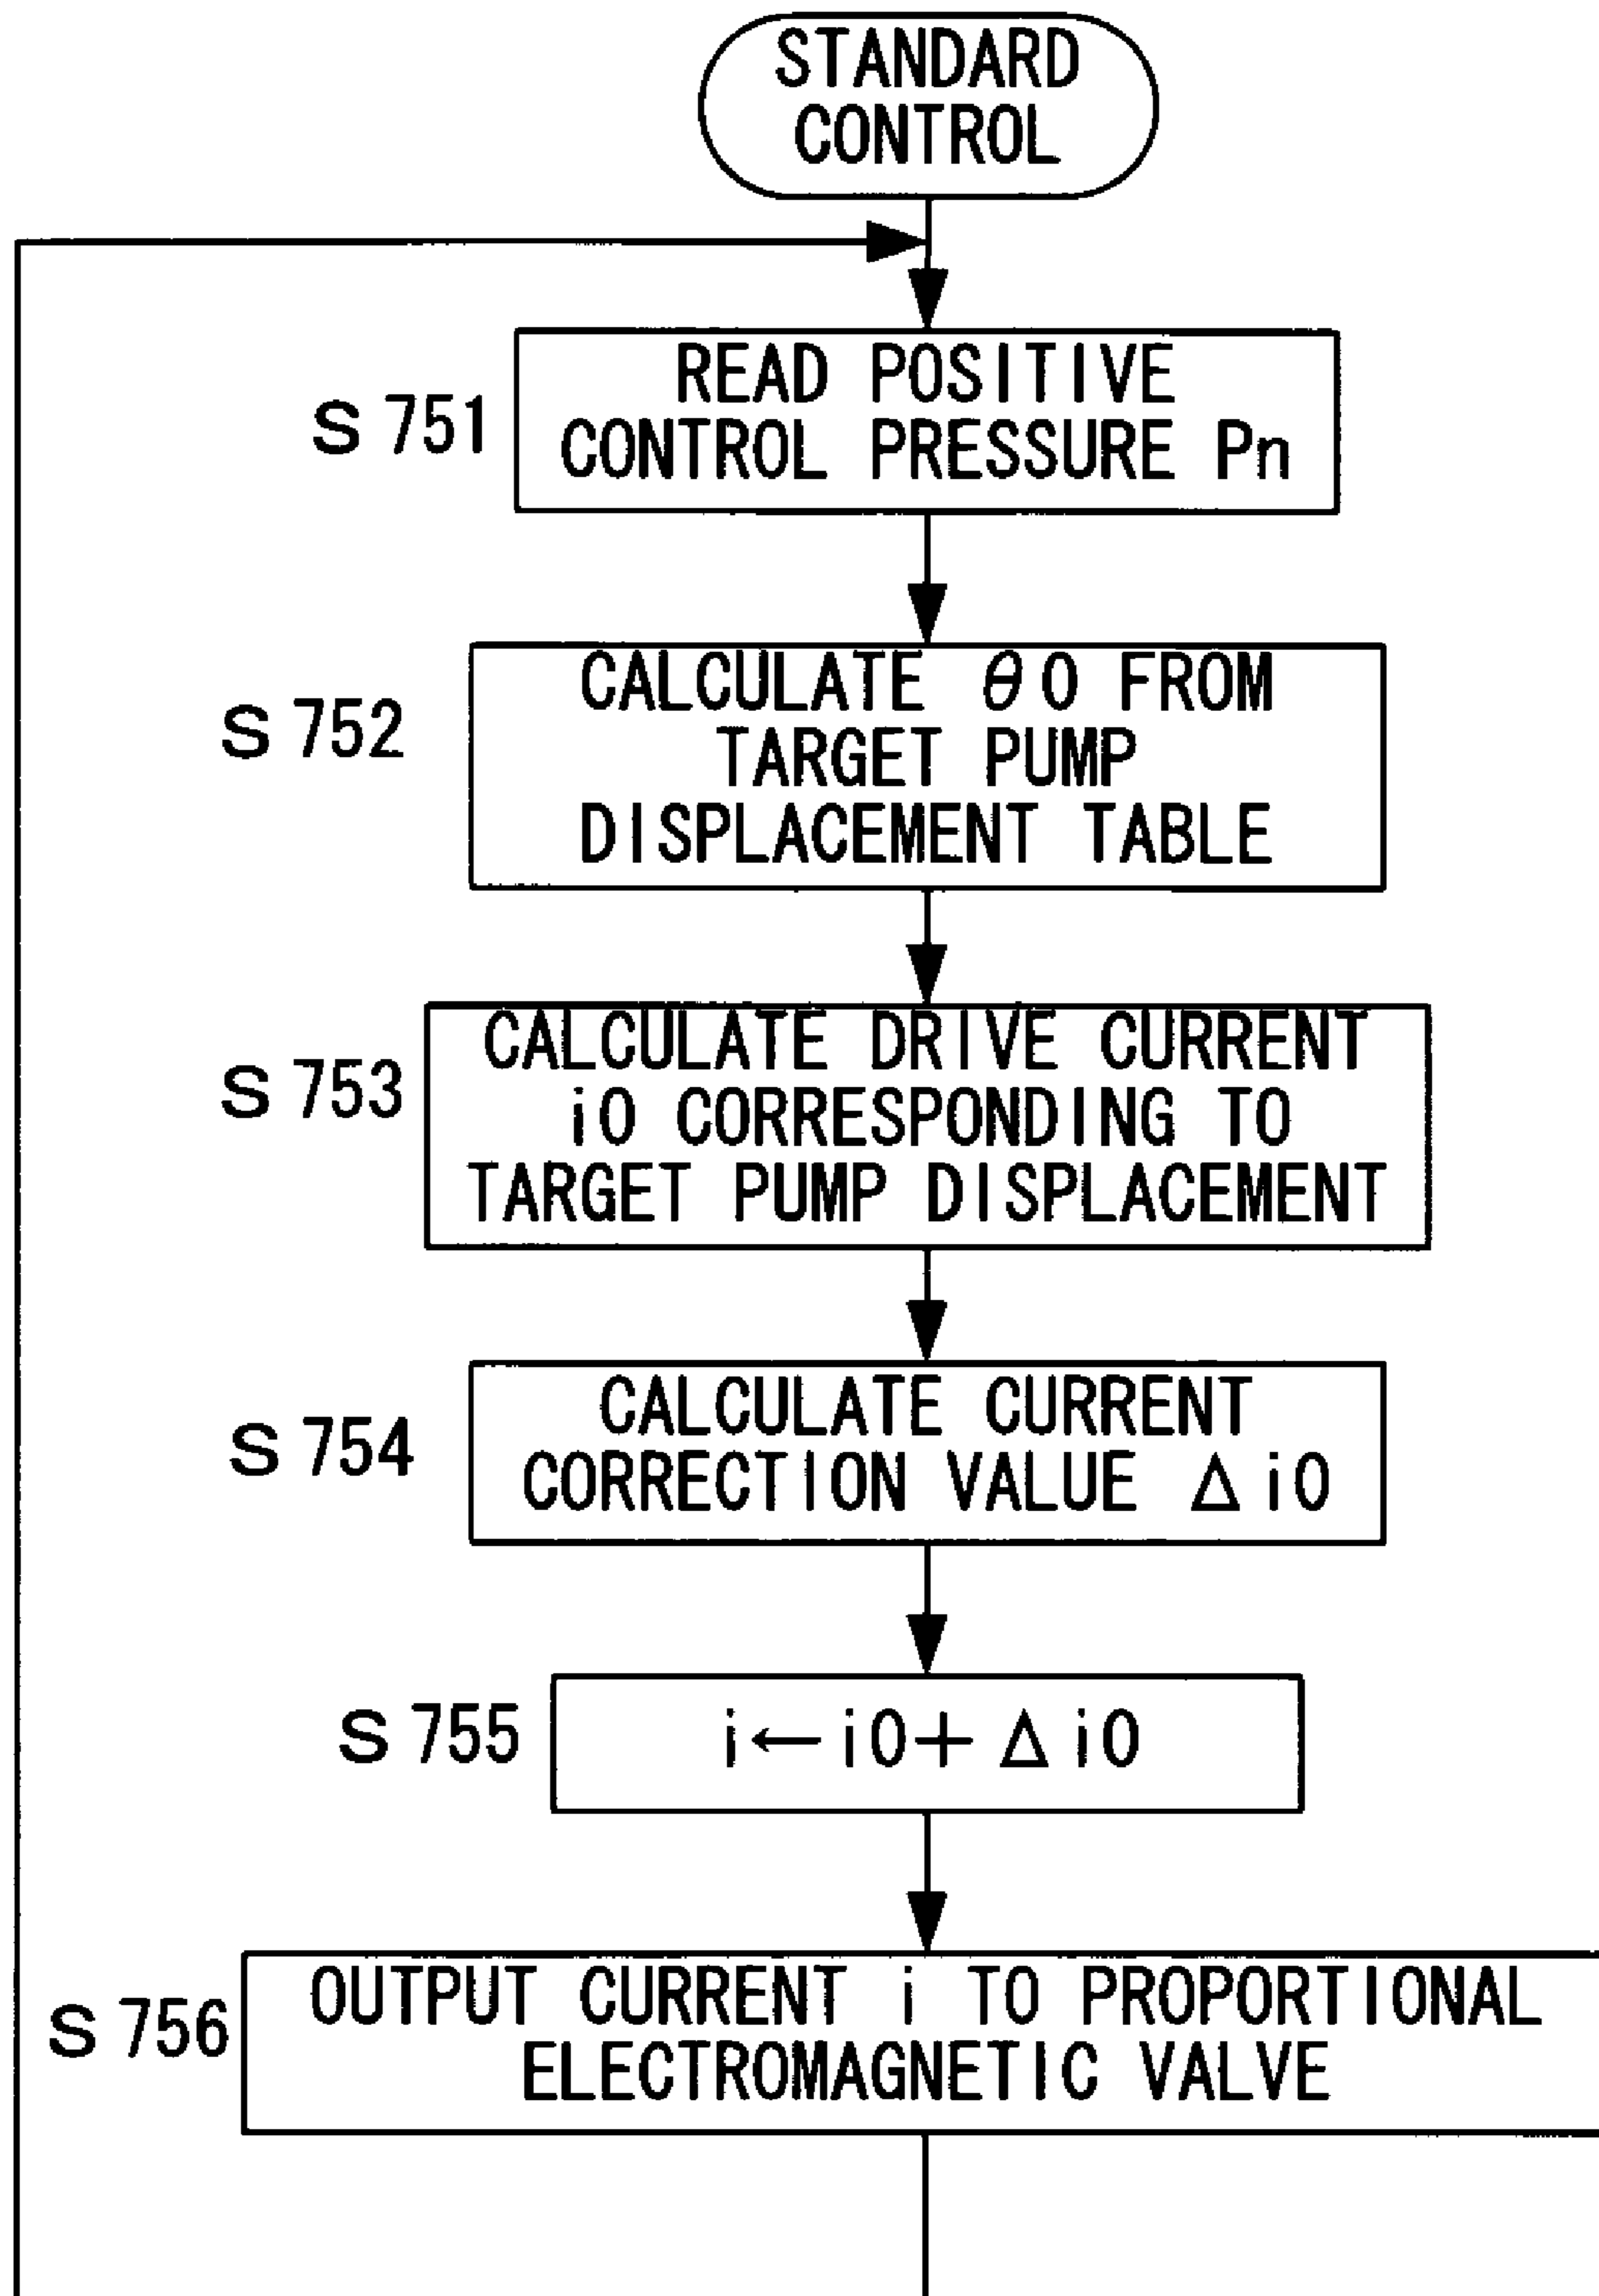 STANDARD
CONTROL
S 751
READ POSITIVE
CONTROL PRESSURE Pn
S 752
CALCULATE θ0 FROM
TARGET PUMP
DISPLACEMENT TABLE
S 753
CALCULATE DRIVE CURRENT
i0 CORRESPONDING TO
TARGET PUMP DISPLACEMENT
S 754
CALCULATE CURRENT
CORRECTION VALUE Δi0
S 755
i←i0+Δi0
S 756
OUTPUT CURRENT i TO PROPORTIONAL
ELECTROMAGNETIC VALVE